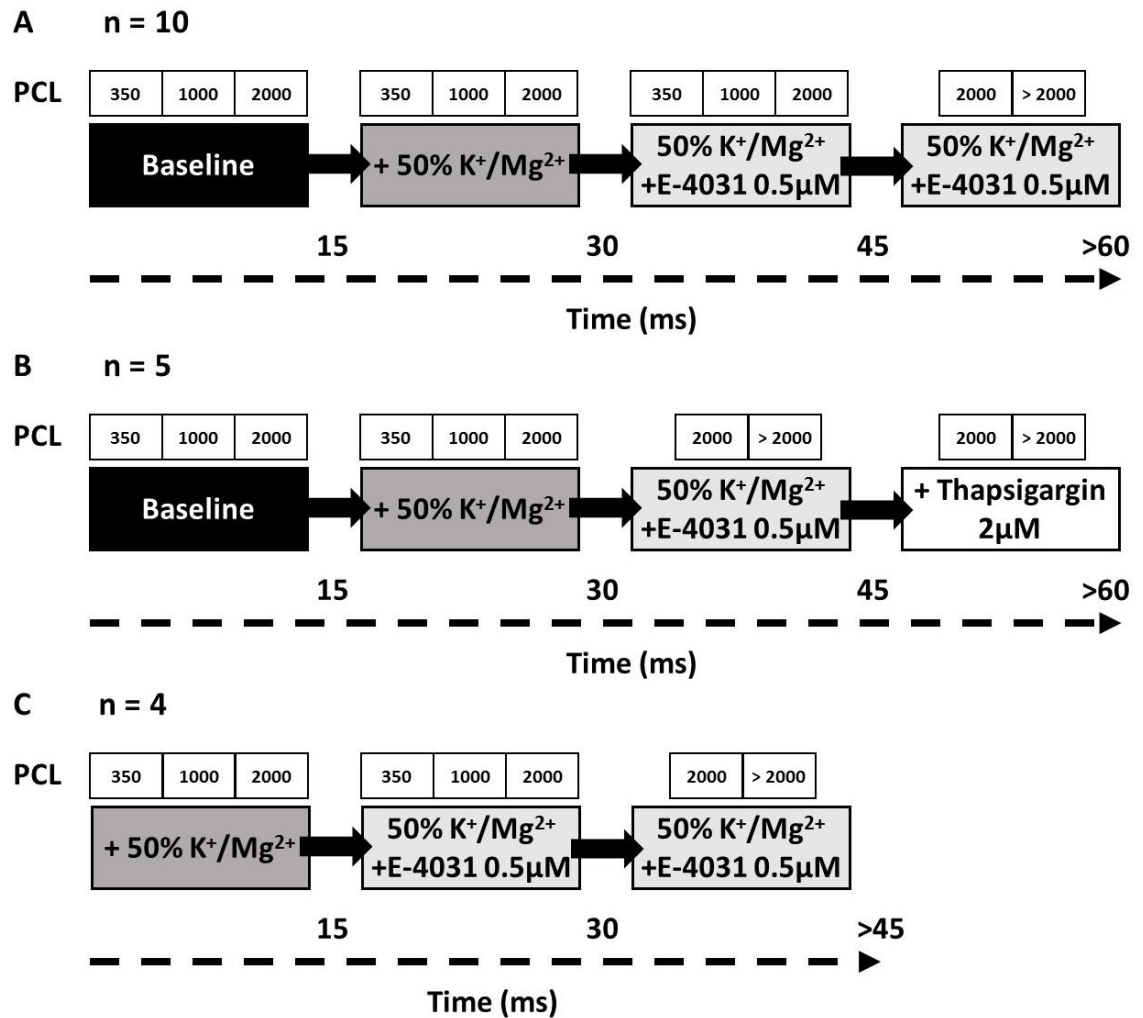 A n = 10
PCL 350 1000 2000 350 1000 2000 350 1000 2000 2000 > 2000
Baseline
+ 50% K⁺/Mg²⁺
50% K⁺/Mg²⁺
+E-4031 0.5µM
50% K⁺/Mg²⁺
+E-4031 0.5µM
15 30 45 >60
Time (ms)
B n = 5
PCL 350 1000 2000 350 1000 2000 2000 > 2000 2000 > 2000
Baseline
+ 50% K⁺/Mg²⁺
50% K⁺/Mg²⁺
+E-4031 0.5µM
+ Thapsigargin
2µM
15 30 45 >60
Time (ms)
C n = 4
PCL 350 1000 2000 350 1000 2000 2000 > 2000
+ 50% K⁺/Mg²⁺
50% K⁺/Mg²⁺
+E-4031 0.5µM
50% K⁺/Mg²⁺
+E-4031 0.5µM
15 30 >45
Time (ms)